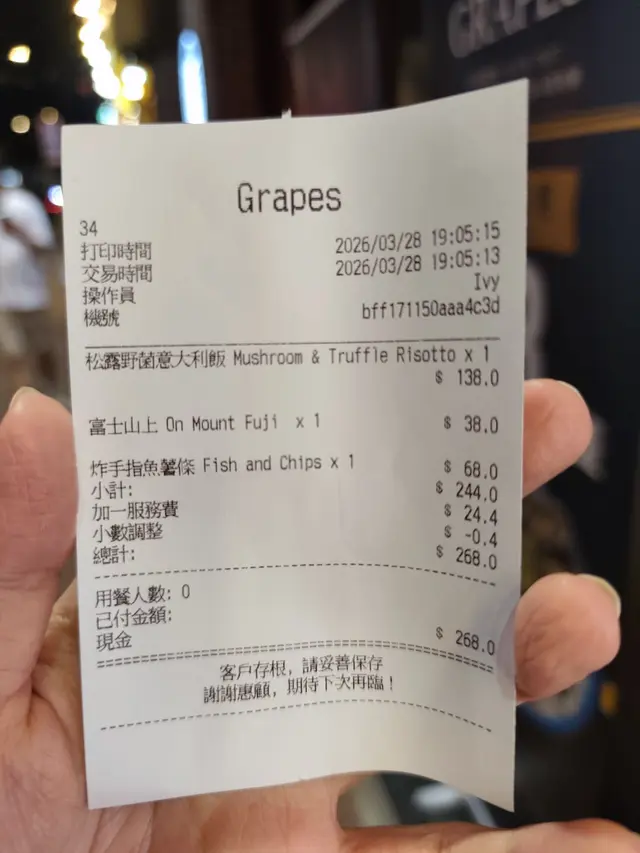 GRAPES
Grapes
34
打印時間 2026/03/28 19:05:15
交易時間 2026/03/28 19:05:13
操作員 Ivy
機號 bff171150aaa4c3d
松露野菌意大利飯 Mushroom & Truffle Risotto x 1
$ 138.0
富士山上 On Mount Fuji x 1 $ 38.0
炸手指魚薯條 Fish and Chips x 1 $ 68.0
小計: $ 244.0
加一服務費 $ 24.4
小數調整 $ -0.4
總計: $ 268.0
用餐人數: 0
已付金額:
現金 $ 268.0
客戶存根，請妥善保存
謝謝惠顧，期待下次再臨！